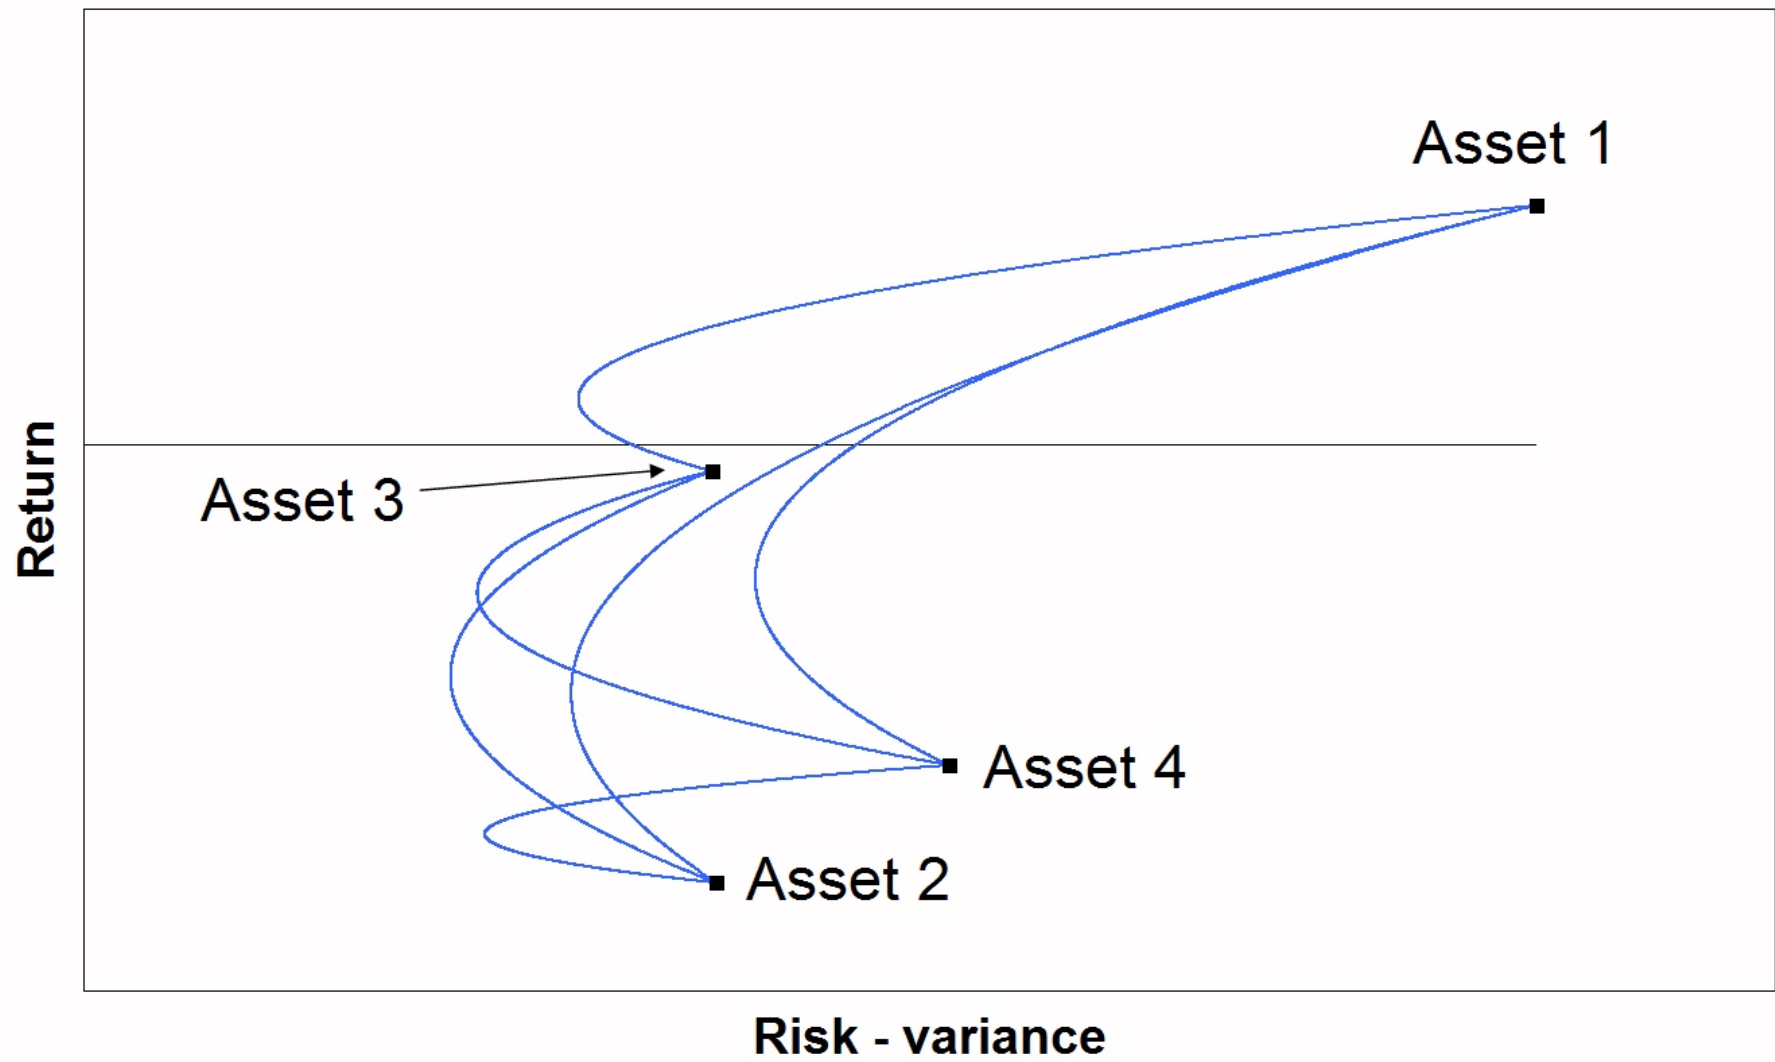 Asset 1
Return
Asset 3
Asset 4
Asset 2
Risk - variance